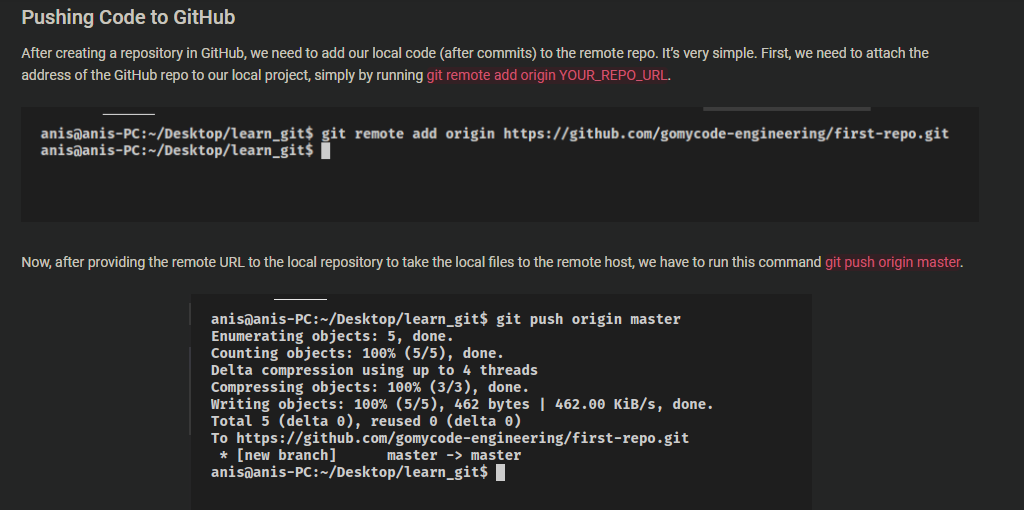 Pushing Code to GitHub
After creating a repository in GitHub, we need to add our local code (after commits) to the remote repo. It's very simple. First, we need to attach the
address of the GitHub repo to our local project, simply by running git remote add origin YOUR_REPO_URL.
anis@anis-PC:~/Desktop/learn_git$ git remote add origin https://github.com/gomycode-engineering/first-repo.git
anis@anis-PC:~/Desktop/learn_git$
Now, after providing the remote URL to the local repository to take the local files to the remote host, we have to run this command git push origin master.
anis@anis-PC:~/Desktop/learn_git$ git push origin master
Enumerating objects: 5, done.
Counting objects: 100% (5/5), done.
Delta compression using up to 4 threads
Compressing objects: 100% (3/3), done.
Writing objects: 100% (5/5), 462 bytes | 462.00 KiB/s, done.
Total 5 (delta 0), reused 0 (delta 0)
To https://github.com/gomycode-engineering/first-repo.git
 * [new branch]      master -> master
anis@anis-PC:~/Desktop/learn_git$